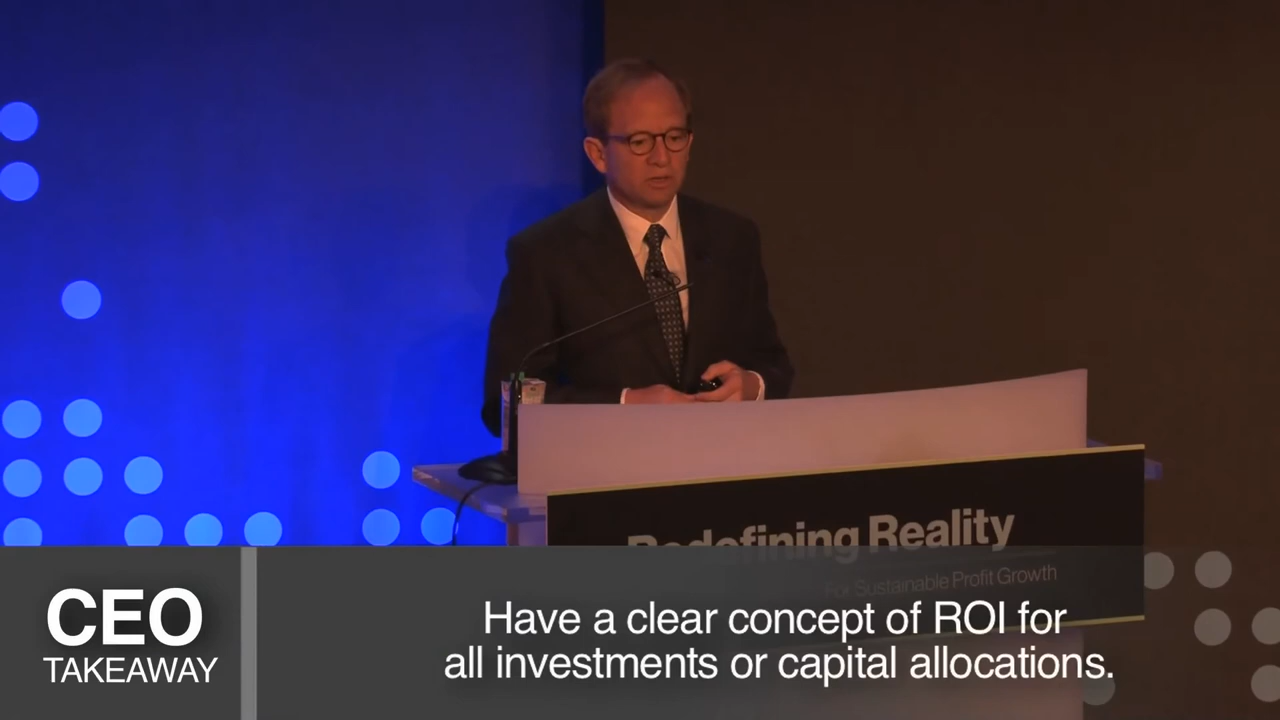 Redefining Reality
For Sustainable Profit Growth
CEO
TAKEAWAY
Have a clear concept of ROI for
all investments or capital allocations.